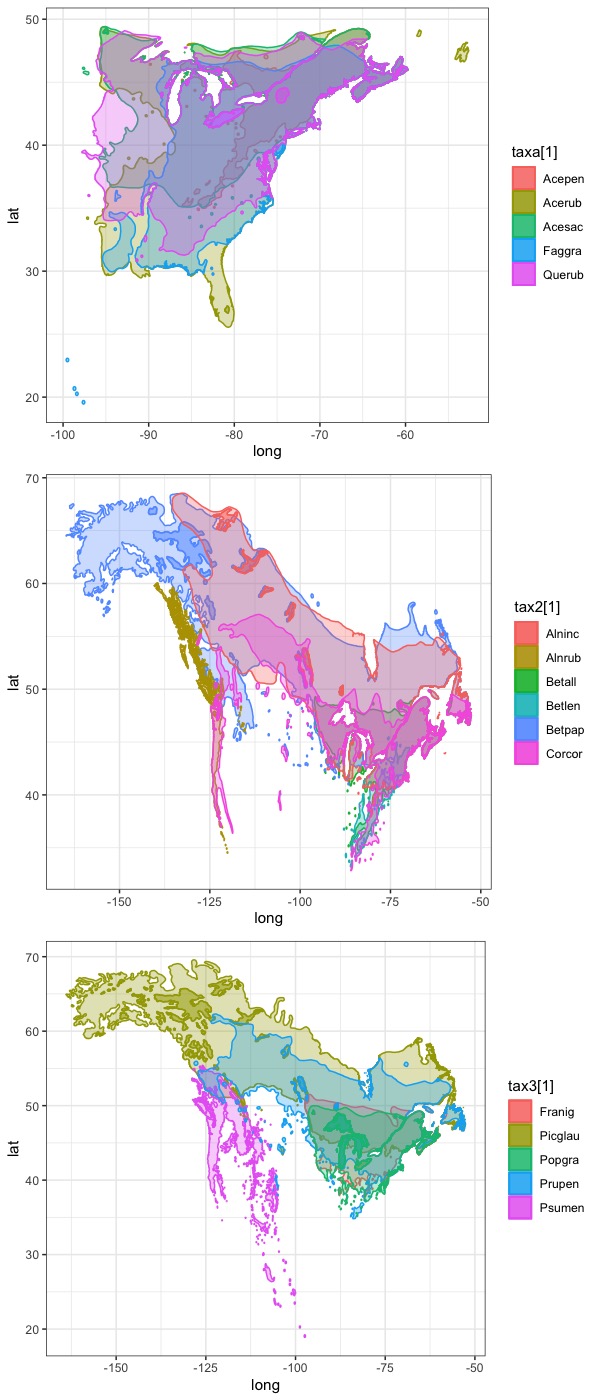 50
40
30
20
lat
-100
-90
-80
-70
-60
long
taxa[1]
Acepen
Acerub
Acesac
Faggra
Querub
70
60
50
40
lat
-150
-125
-100
-75
-50
long
tax2[1]
Alninc
Alnrub
Betall
Betlen
Betpap
Corcor
70
60
50
40
30
20
lat
-150
-125
-100
-75
-50
long
tax3[1]
Franig
Picglau
Popgra
Prupen
Psumen